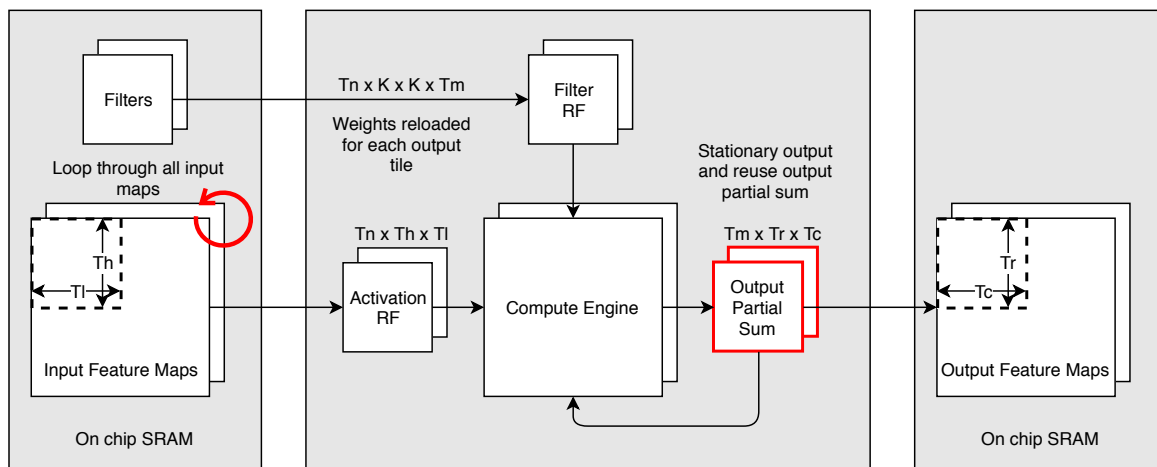 Filters
Tn x K x K x Tm
Weights reloaded
for each output
tile
Filter
RF
Loop through all input
maps
Th
Tl
Input Feature Maps
On chip SRAM
Tn x Th x Tl
Activation
RF
Compute Engine
Stationary output
and reuse output
partial sum
Tm x Tr x Tc
Output
Partial
Sum
Tr
Tc
Output Feature Maps
On chip SRAM